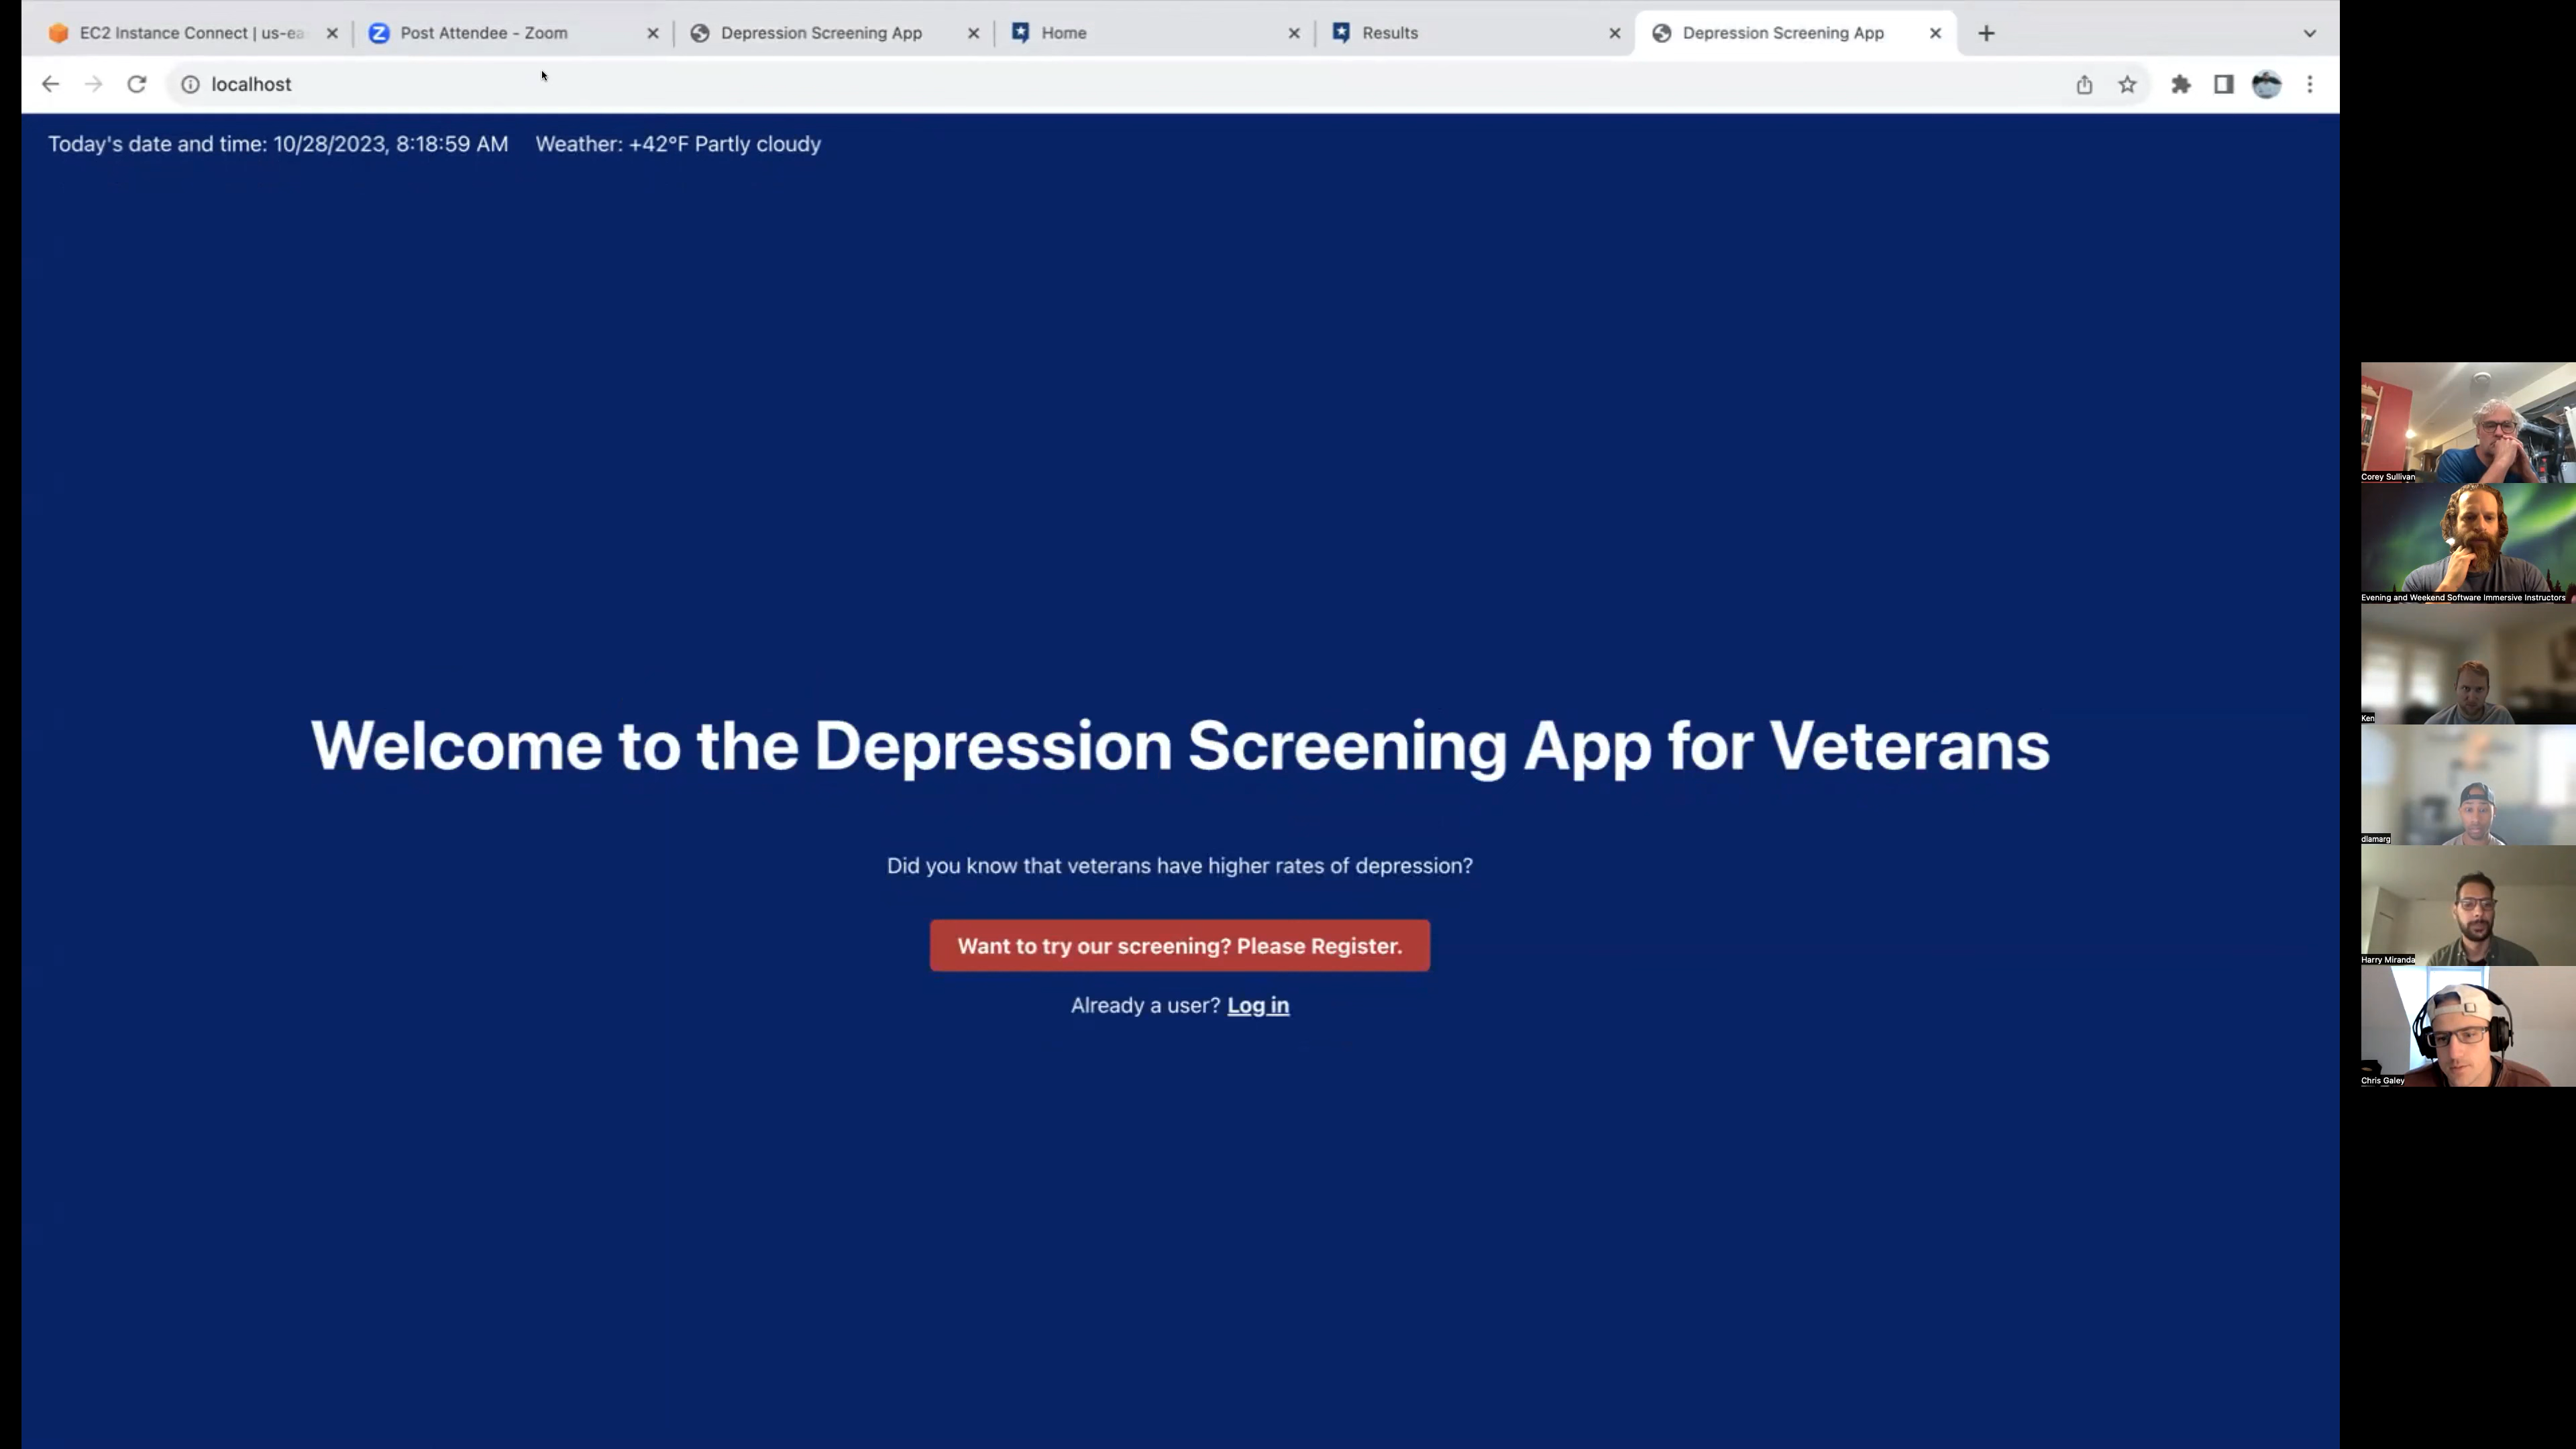 EC2 Instance Connect | us-ea
Post Attendee - Zoom
Depression Screening App
Home
Results
Depression Screening App
localhost
Today's date and time: 10/28/2023, 8:18:59 AM Weather: +42°F Partly cloudy
Welcome to the Depression Screening App for Veterans
Did you know that veterans have higher rates of depression?
Want to try our screening? Please Register.
Already a user? Log in
Corey Sullivan
Evening and Weekend Software Immersive Instructors
Ken
dlamarg
Harry Miranda
Chris Galey